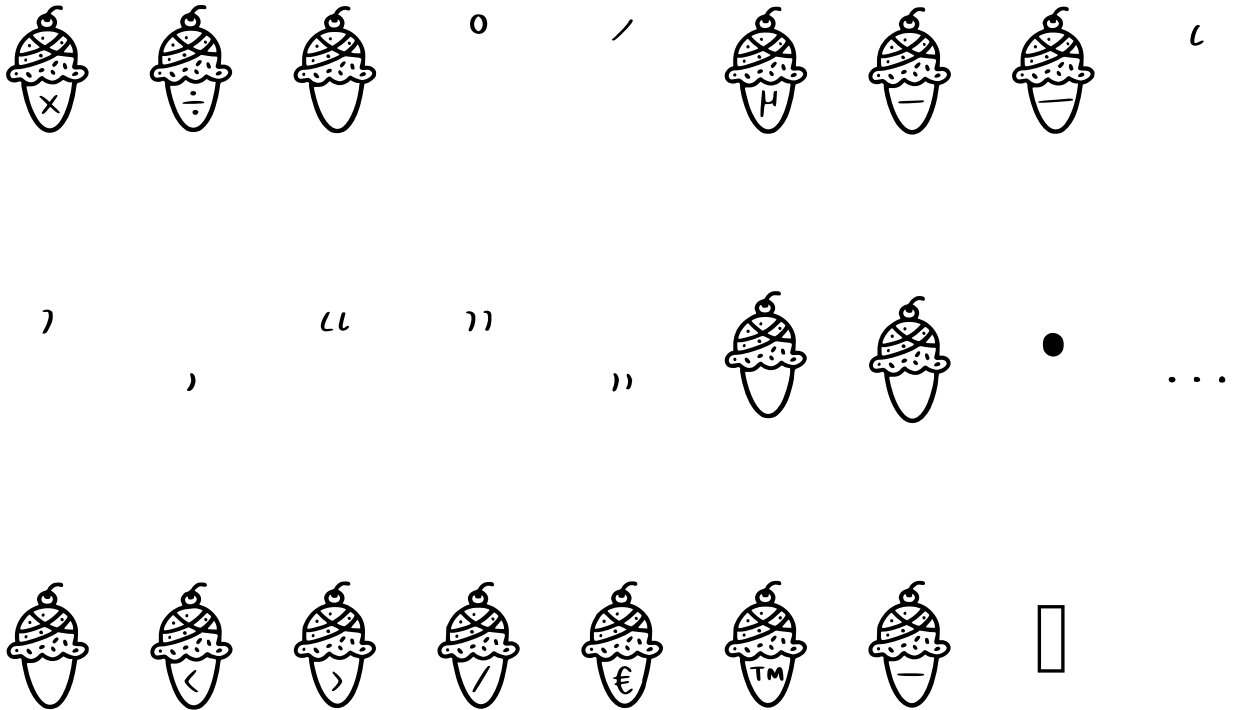 × ÷ ° ´ µ – — ‘
’ ‚ “ ” „ • …
‹ › ⁄ € ™ −